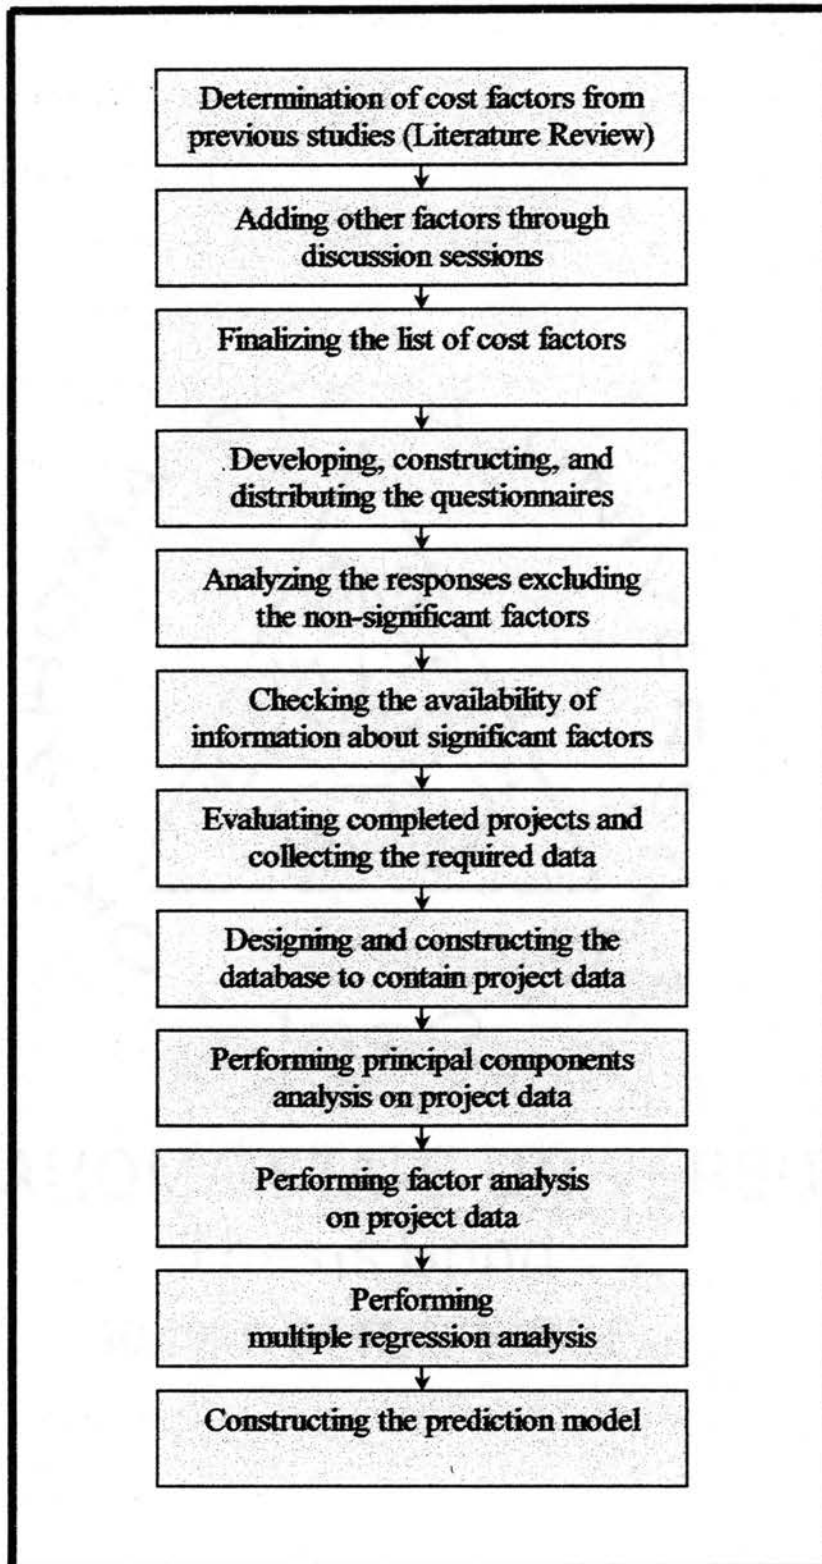 Determination of cost factors from
previous studies (Literature Review)
Adding other factors through
discussion sessions
Finalizing the list of cost factors
Developing, constructing, and
distributing the questionnaires
Analyzing the responses excluding
the non-significant factors
Checking the availability of
information about significant factors
Evaluating completed projects and
collecting the required data
Designing and constructing the
database to contain project data
Performing principal components
analysis on project data
Performing factor analysis
on project data
Performing
multiple regression analysis
Constructing the prediction model